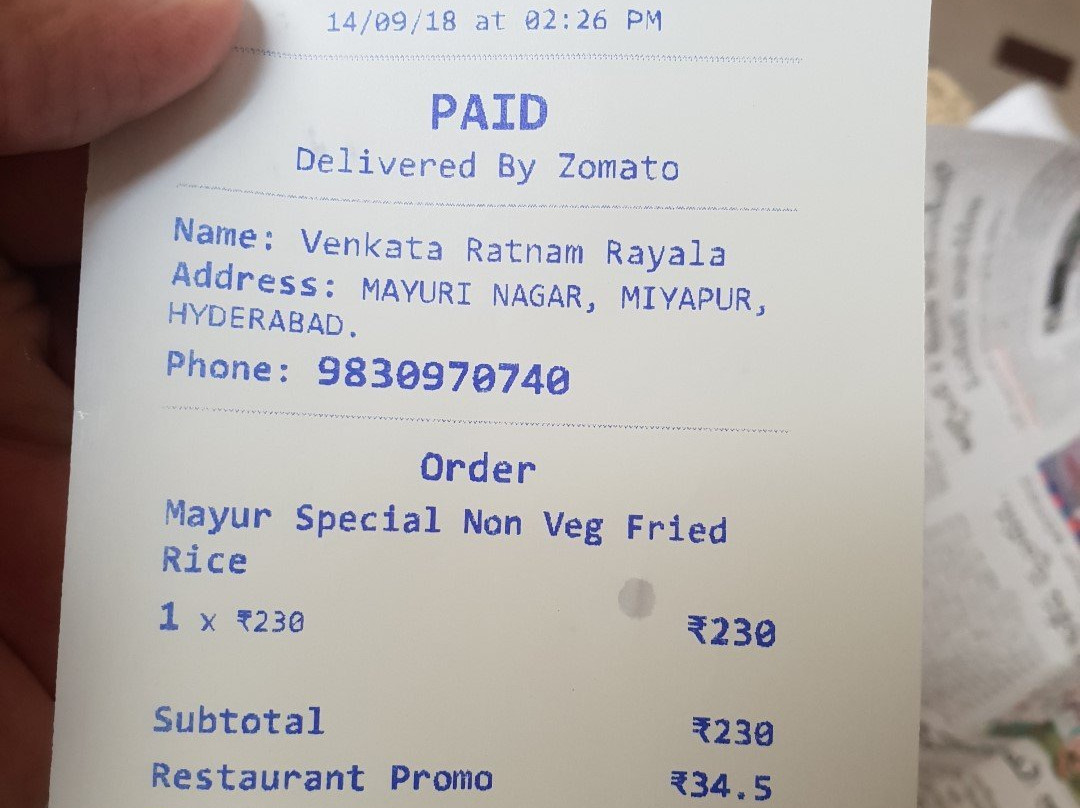 14/09/18 at 02:26 PM
PAID
Delivered By Zomato
Name: Venkata Ratnam Rayala
Address: MAYURI NAGAR, MIYAPUR,
HYDERABAD.
Phone: 9830970740
Order
Mayur Special Non Veg Fried
Rice
1 x ₹230 ₹230
Subtotal ₹230
Restaurant Promo ₹34.5